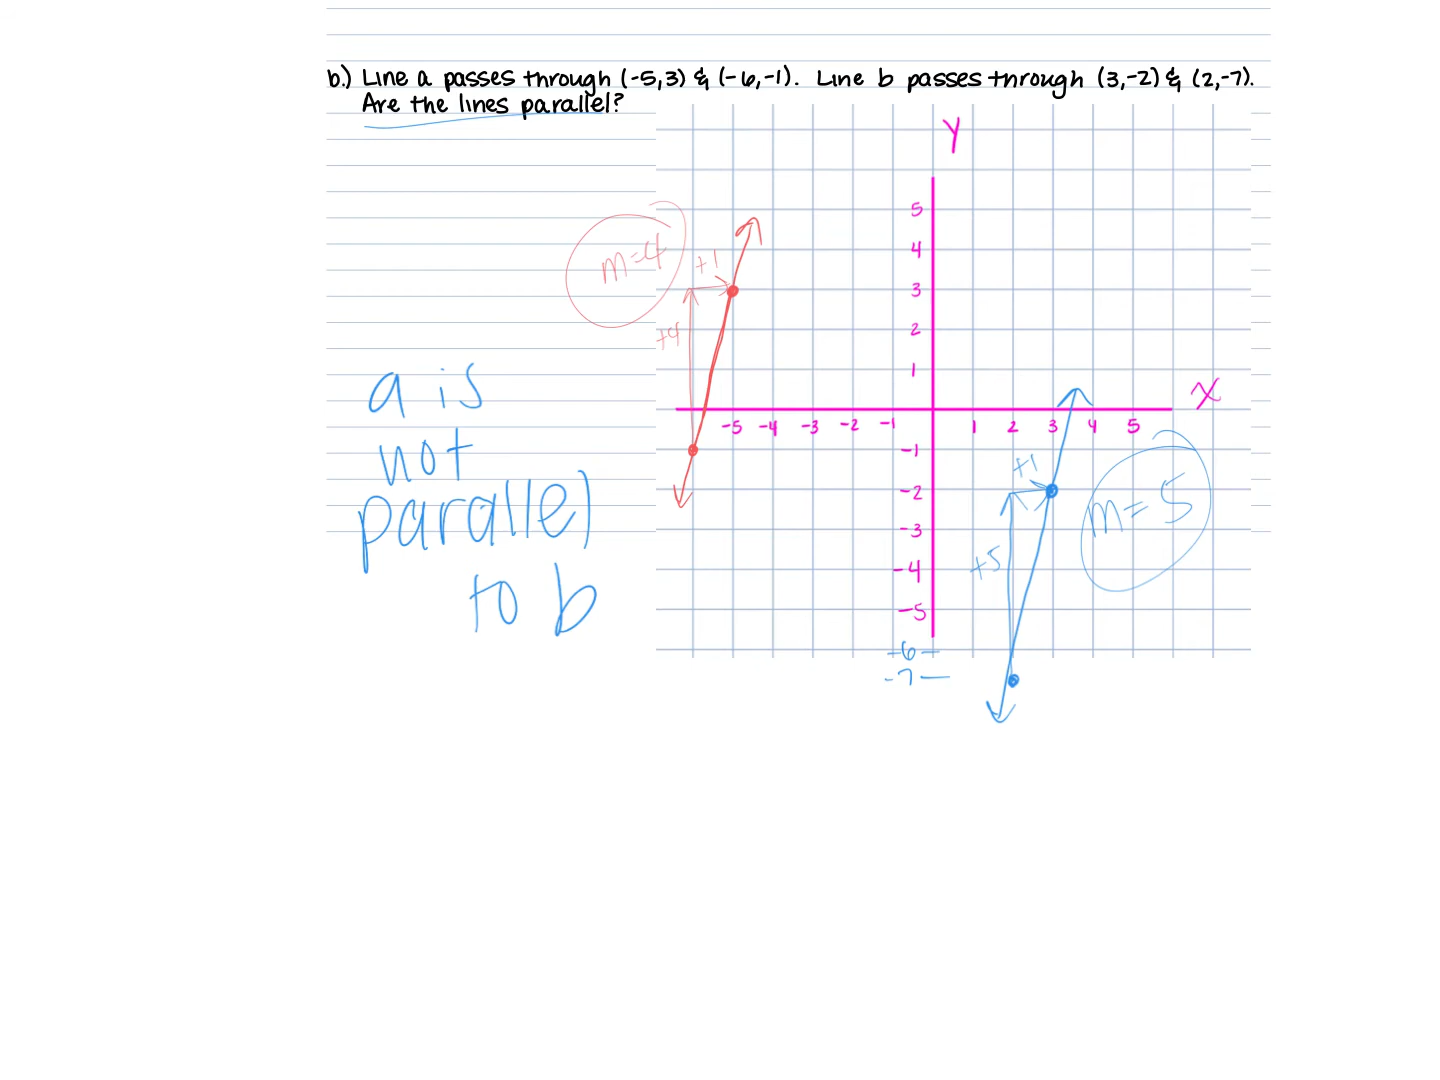 b.) Line a passes through (-5,3) & (-6,-1). Line b passes through (3,-2) & (2,-7).
Are the lines parallel?
Y
5
4
3
2
1
m=4
+1
+4
-5 -4 -3 -2 -1 1 2 3 4 5
X
-1
-2
-3
-4
-5
-6
-7
+1
+5
m=5
a is
not
parallel
to b